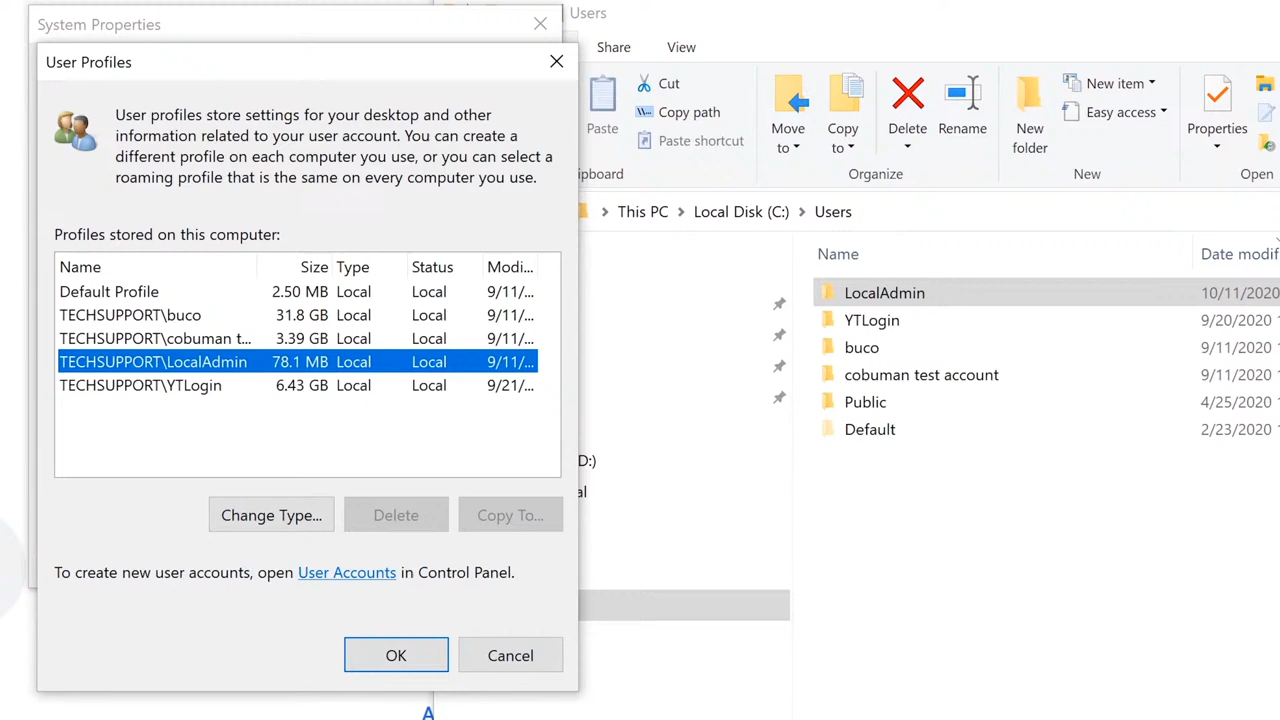 System Properties
User Profiles
User profiles store settings for your desktop and other
information related to your user account. You can create a
different profile on each computer you use, or you can select a
roaming profile that is the same on every computer you use.
Profiles stored on this computer:
Name Size Type Status Modi...
Default Profile 2.50 MB Local Local 9/11/...
TECHSUPPORT\buco 31.8 GB Local Local 9/11/...
TECHSUPPORT\cobuman t... 3.39 GB Local Local 9/11/...
TECHSUPPORT\LocalAdmin 78.1 MB Local Local 9/11/...
TECHSUPPORT\YTLogin 6.43 GB Local Local 9/21/...
Change Type... Delete Copy To...
To create new user accounts, open User Accounts in Control Panel.
OK Cancel
A
Users
Share View
Paste
Cut
Copy path
Paste shortcut
ipboard
Move to
Copy to
Delete
Rename
Organize
New folder
New item
Easy access
New
Properties
Open
This PC > Local Disk (C:) > Users
D:)
al
Name Date modif
LocalAdmin 10/11/2020
YTLogin 9/20/2020 1
buco 9/11/2020 1
cobuman test account 9/11/2020 1
Public 4/25/2020 1
Default 2/23/2020 1